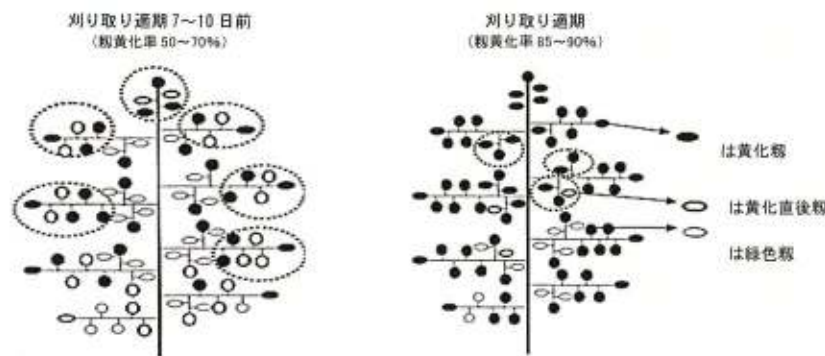 刈り取り適期7~10日前
(籾黄化率50~70%)
刈り取り適期
(籾黄化率85~90%)
は黄化籾
は黄化直後籾
は緑色籾